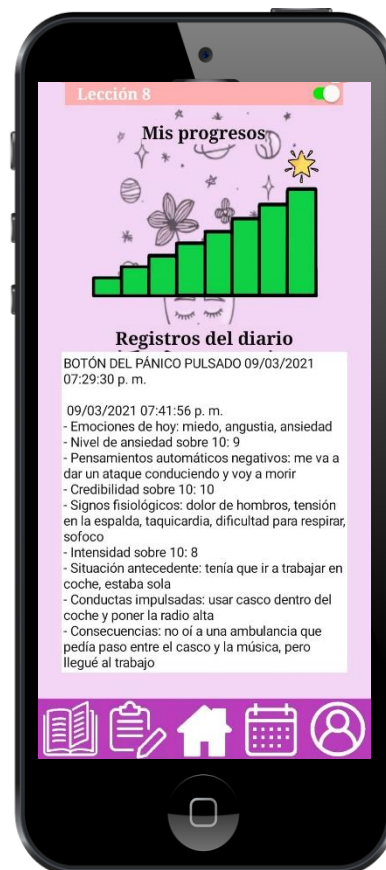 Lección 8
Mis progresos
Registros del diario
BOTÓN DEL PÁNICO PULSADO 09/03/2021
07:29:30 p. m.
09/03/2021 07:41:56 p. m.
- Emociones de hoy: miedo, angustia, ansiedad
- Nivel de ansiedad sobre 10: 9
- Pensamientos automáticos negativos: me va a
dar un ataque conduciendo y voy a morir
- Credibilidad sobre 10: 10
- Signos fisiológicos: dolor de hombros, tensión
en la espalda, taquicardia, dificultad para respirar,
sofoco
- Intensidad sobre 10: 8
- Situación antecedente: tenía que ir a trabajar en
coche, estaba sola
- Conductas impulsadas: usar casco dentro del
coche y poner la radio alta
- Consecuencias: no oí a una ambulancia que
pedía paso entre el casco y la música, pero
llegué al trabajo